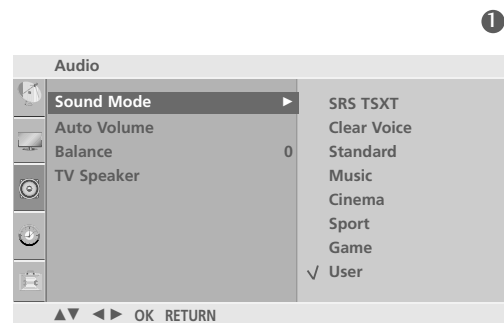 1
Audio
Sound Mode ►
Auto Volume
Balance 0
TV Speaker
SRS TSXT
Clear Voice
Standard
Music
Cinema
Sport
Game
✓ User
▲▼ ◄► OK RETURN